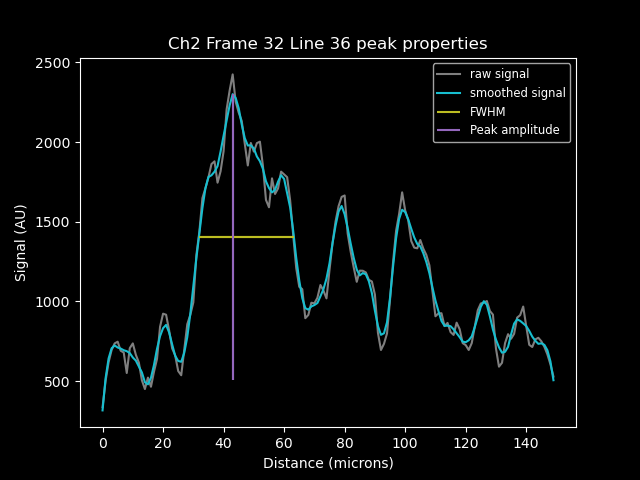 Ch2 Frame 32 Line 36 peak properties
raw signal
smoothed signal
FWHM
Peak amplitude
Signal (AU)
2500
2000
1500
1000
500
0 20 40 60 80 100 120 140
Distance (microns)